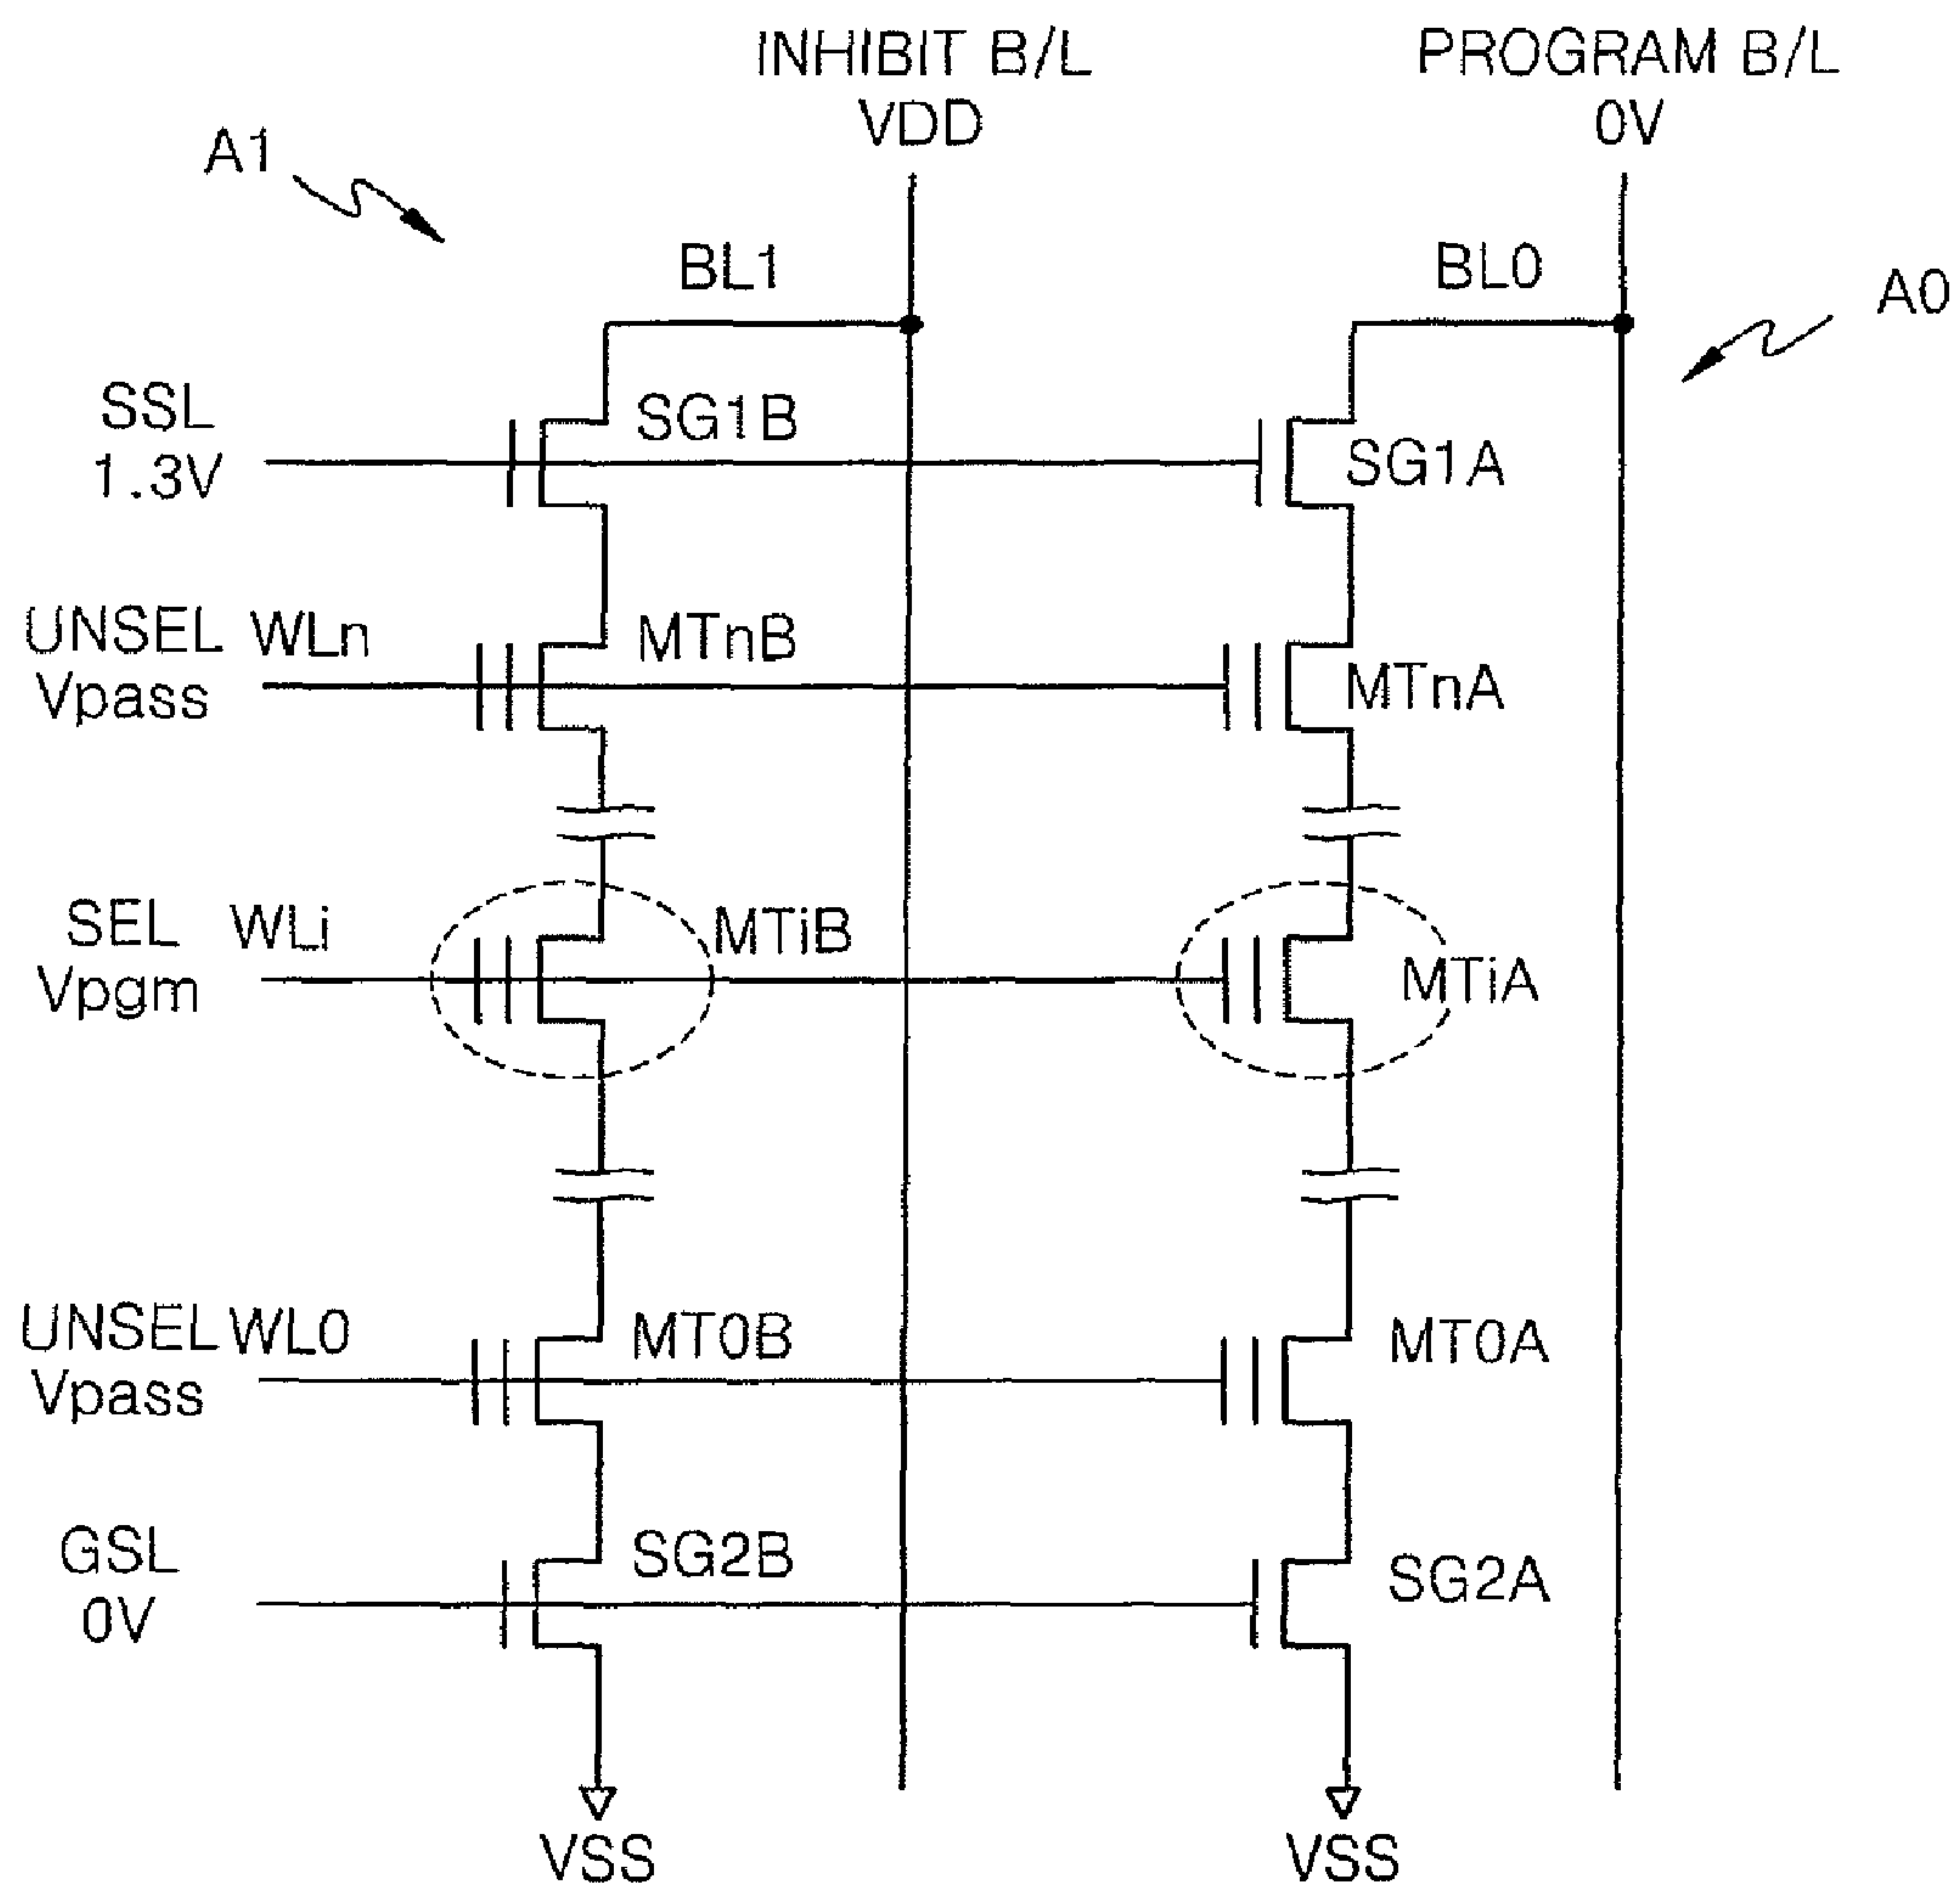 INHIBIT B/L
VDD
PROGRAM B/L
0V
A1
BL1
BL0
A0
SSL
1.3V
SG1B
SG1A
UNSEL WLn
Vpass
MTnB
MTnA
SEL WLi
Vpgm
MTiB
MTiA
UNSEL WL0
Vpass
MT0B
MT0A
GSL
0V
SG2B
SG2A
VSS
VSS